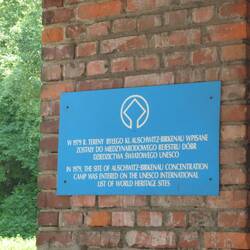 W 1979 R. TERENY BYŁEGO KL AUSCHWITZ-BIRKENAU WPISANE
ZOSTAŁY DO MIĘDZYNARODOWEGO REJESTRU DÓBR
DZIEDZICTWA ŚWIATOWEGO UNESCO
IN 1979, THE SITE OF AUSCHWITZ-BIRKENAU CONCENTRATION
CAMP WAS ENTERED ON THE UNESCO INTERNATIONAL
LIST OF WORLD HERITAGE SITES